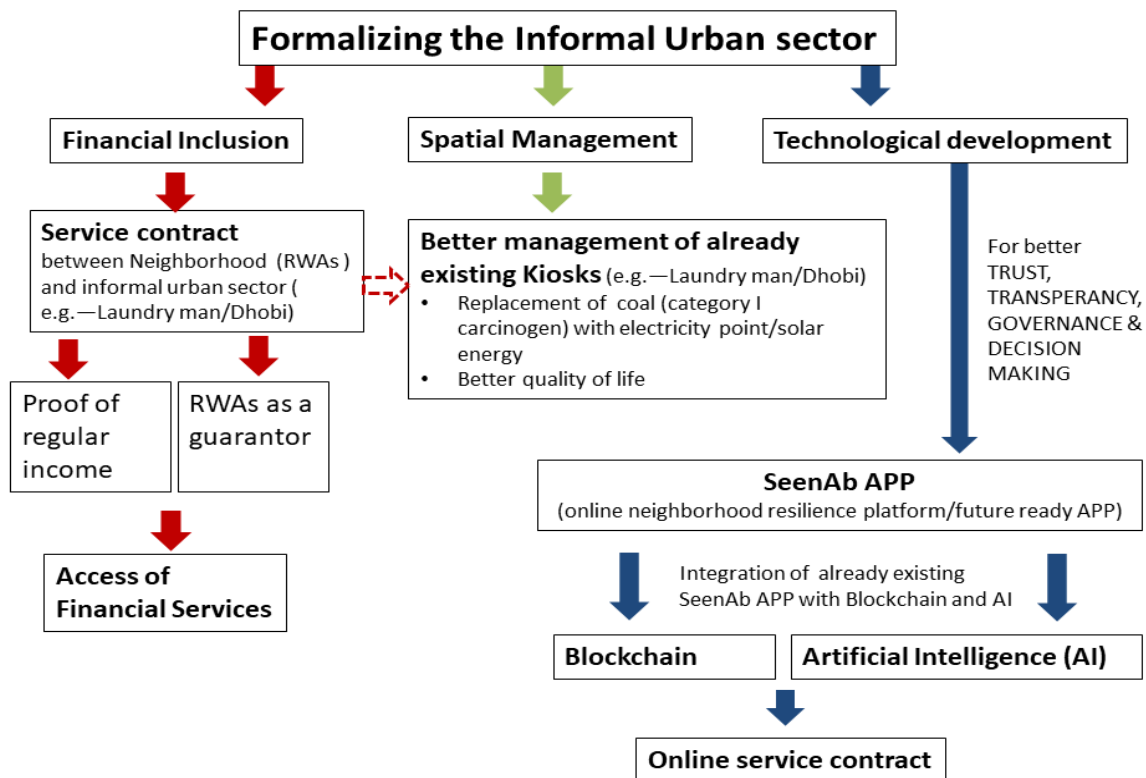 Formalizing the Informal Urban sector
Financial Inclusion
Spatial Management
Technological development
Service contract
between Neighborhood (RWAs )
and informal urban sector (
e.g.—Laundry man/Dhobi)
Better management of already
existing Kiosks (e.g.—Laundry man/Dhobi)
• Replacement of coal (category I
carcinogen) with electricity point/solar
energy
• Better quality of life
For better
TRUST,
TRANSPERANCY,
GOVERNANCE &
DECISION
MAKING
Proof of
regular
income
RWAs as a
guarantor
Access of
Financial Services
SeenAb APP
(online neighborhood resilience platform/future ready APP)
Integration of already existing
SeenAb APP with Blockchain and AI
Blockchain
Artificial Intelligence (AI)
Online service contract